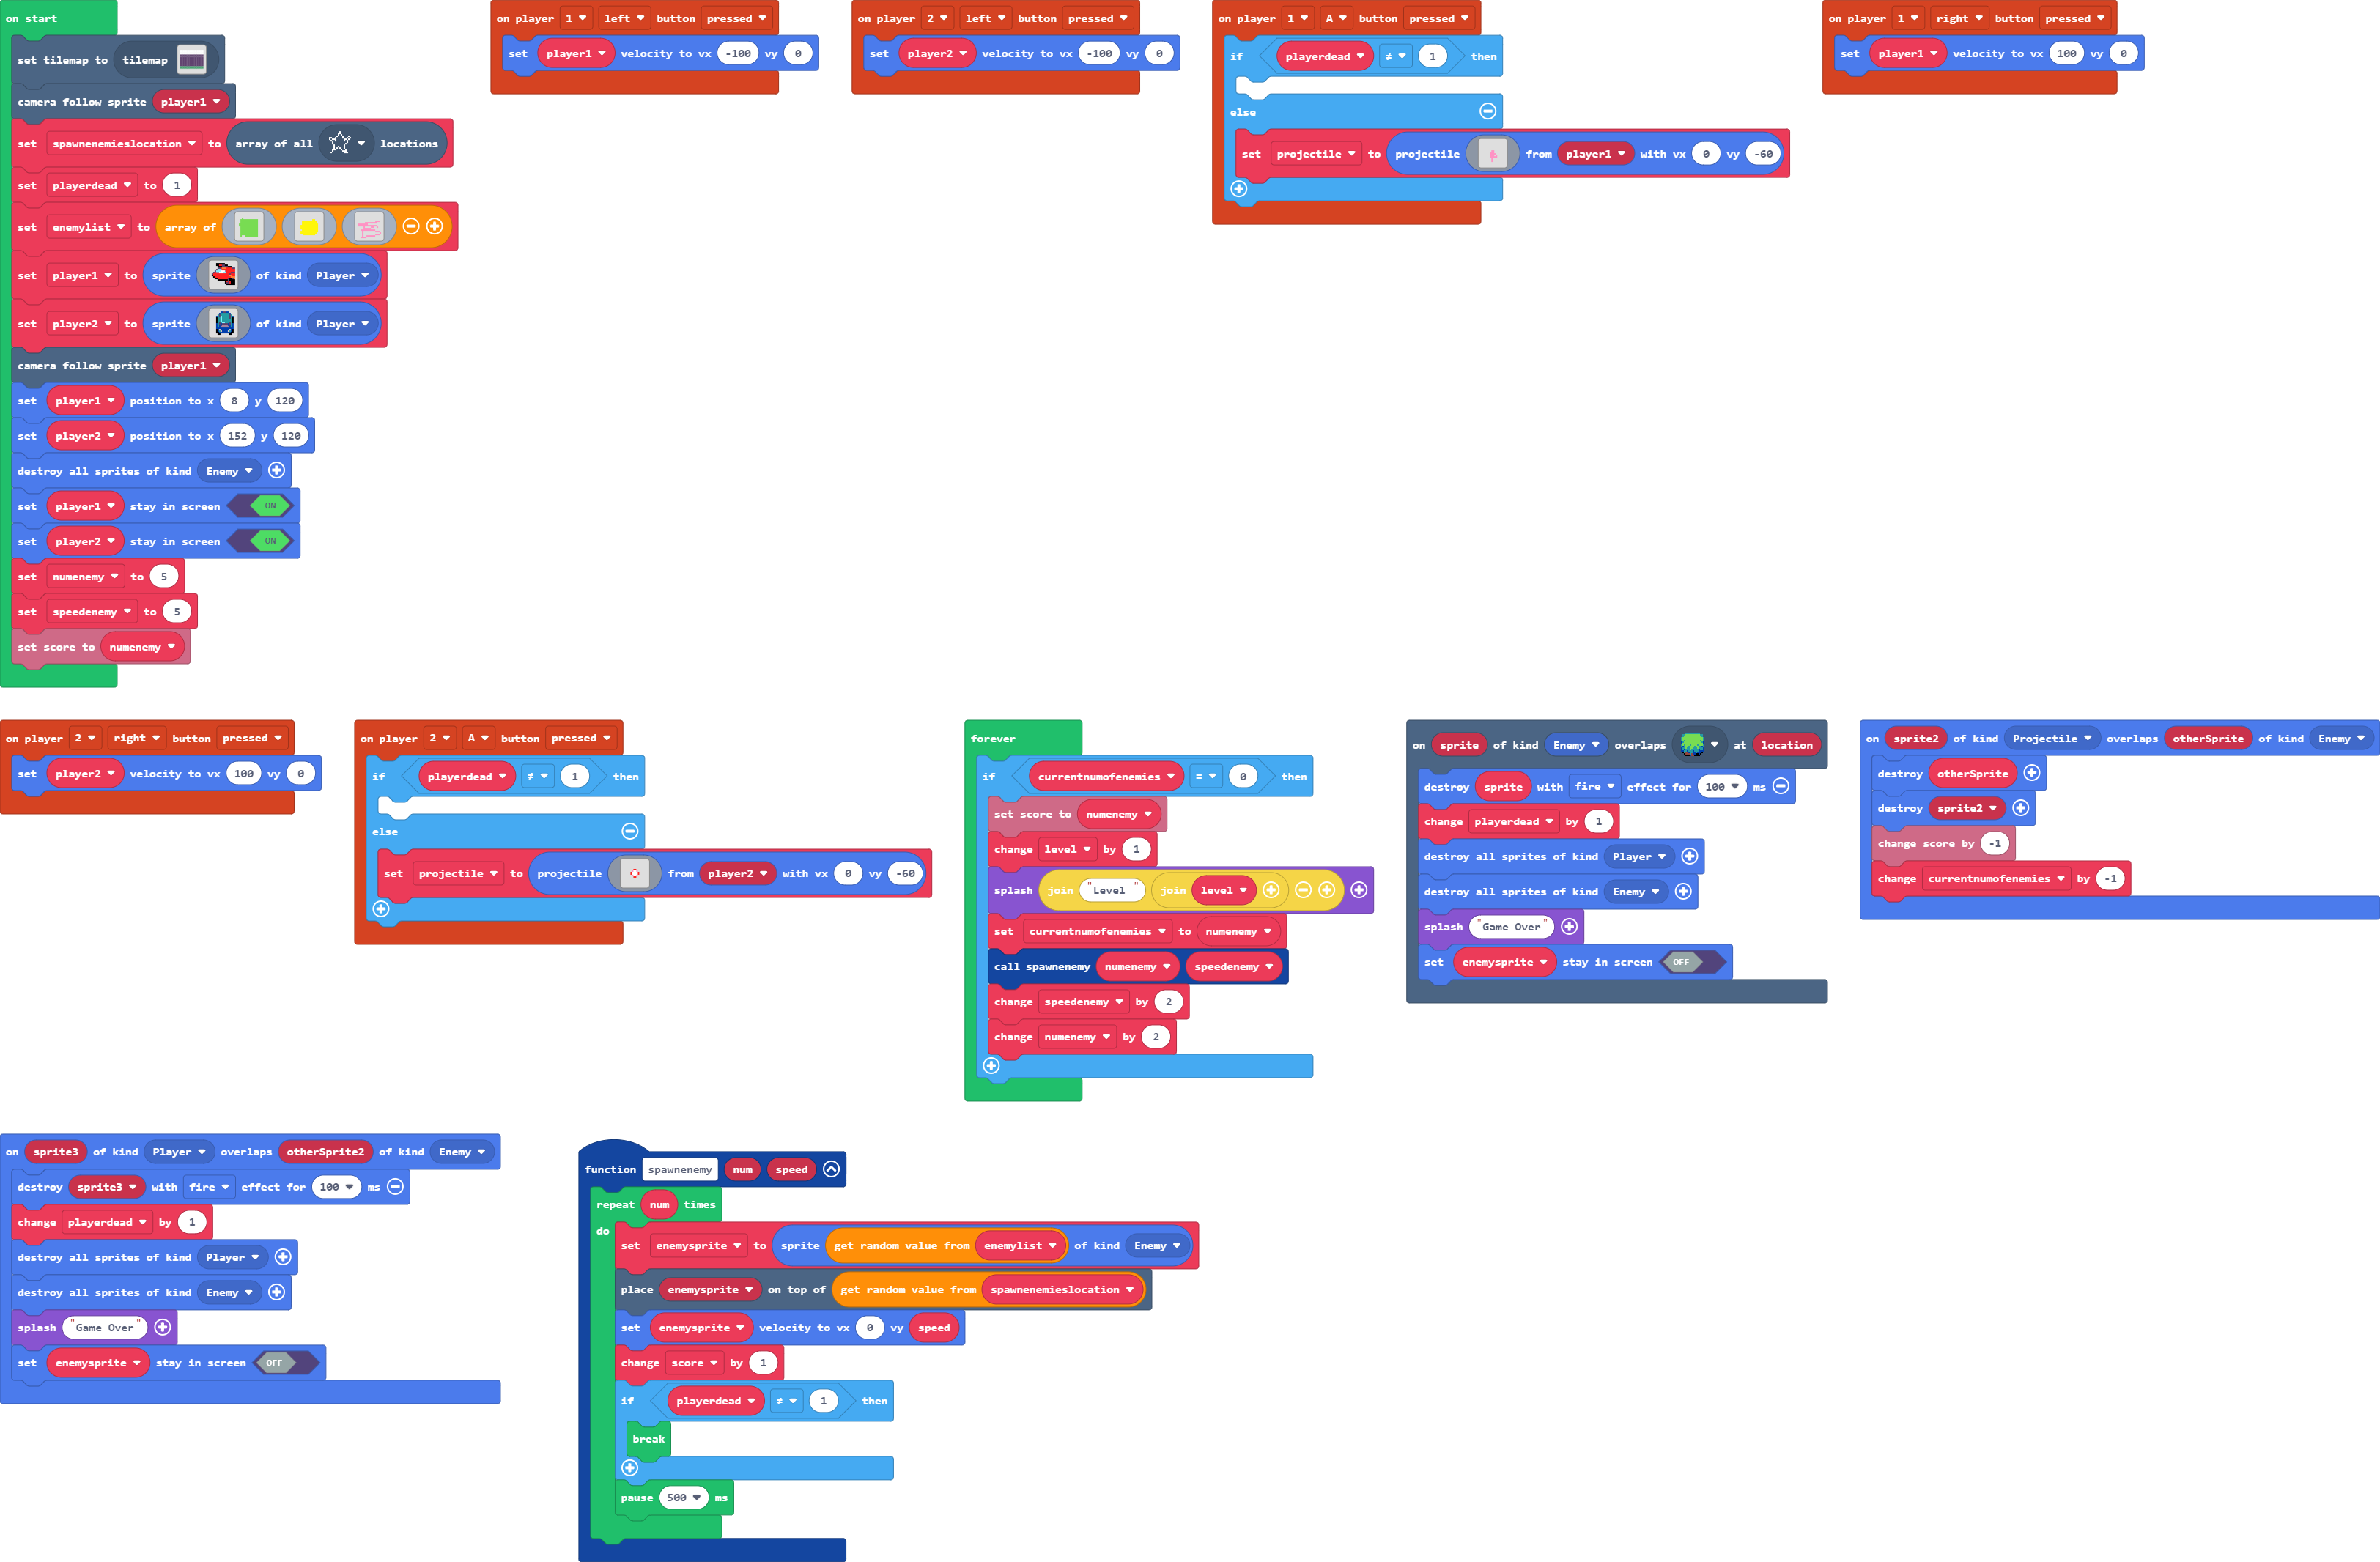 on start
set tilemap to tilemap
camera follow sprite player1
set spawnenemieslocation to array of all locations
set playerdead to 1
set enemylist to array of
set player1 to sprite of kind Player
set player2 to sprite of kind Player
camera follow sprite player1
set player1 position to x 8 y 120
set player2 position to x 152 y 120
destroy all sprites of kind Enemy
set player1 stay in screen ON
set player2 stay in screen ON
set numenemy to 5
set speedenemy to 5
set score to numenemy
on player 1 left button pressed
set player1 velocity to vx -100 vy 0
on player 2 left button pressed
set player2 velocity to vx -100 vy 0
on player 1 A button pressed
if playerdead ≠ 1 then
else
set projectile to projectile from player1 with vx 0 vy -60
on player 1 right button pressed
set player1 velocity to vx 100 vy 0
on player 2 right button pressed
set player2 velocity to vx 100 vy 0
on player 2 A button pressed
if playerdead ≠ 1 then
else
set projectile to projectile from player2 with vx 0 vy -60
forever
if currentnumofenemies = 0 then
set score to numenemy
change level by 1
splash join "Level " join level
set currentnumofenemies to numenemy
call spawnenemy numenemy speedenemy
change speedenemy by 2
change numenemy by 2
on sprite of kind Enemy overlaps at location
destroy sprite with fire effect for 100 ms
change playerdead by 1
destroy all sprites of kind Player
destroy all sprites of kind Enemy
splash "Game Over"
set enemysprite stay in screen OFF
on sprite2 of kind Projectile overlaps otherSprite of kind Enemy
destroy otherSprite
destroy sprite2
change score by -1
change currentnumofenemies by -1
on sprite3 of kind Player overlaps otherSprite2 of kind Enemy
destroy sprite3 with fire effect for 100 ms
change playerdead by 1
destroy all sprites of kind Player
destroy all sprites of kind Enemy
splash "Game Over"
set enemysprite stay in screen OFF
function spawnenemy num speed
repeat num times
do
set enemysprite to sprite get random value from enemylist of kind Enemy
place enemysprite on top of get random value from spawnenemieslocation
set enemysprite velocity to vx 0 vy speed
change score by 1
if playerdead ≠ 1 then
break
pause 500 ms